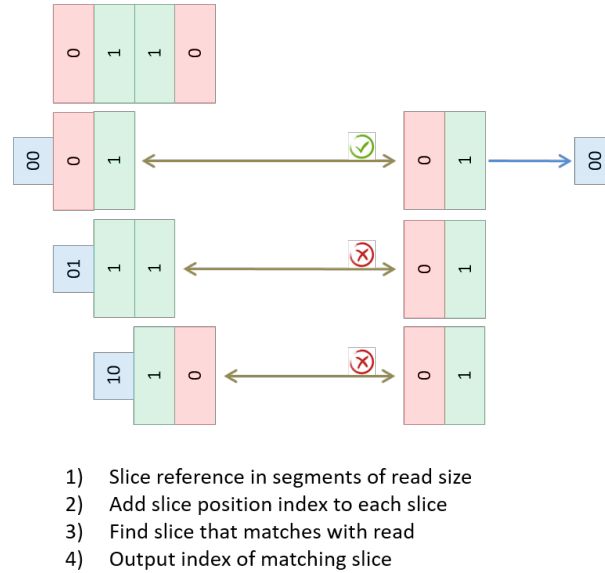 0 1 1 0
00 0 1 0 1 00
01 1 1 0 1
10 1 0 0 1
1) Slice reference in segments of read size
2) Add slice position index to each slice
3) Find slice that matches with read
4) Output index of matching slice